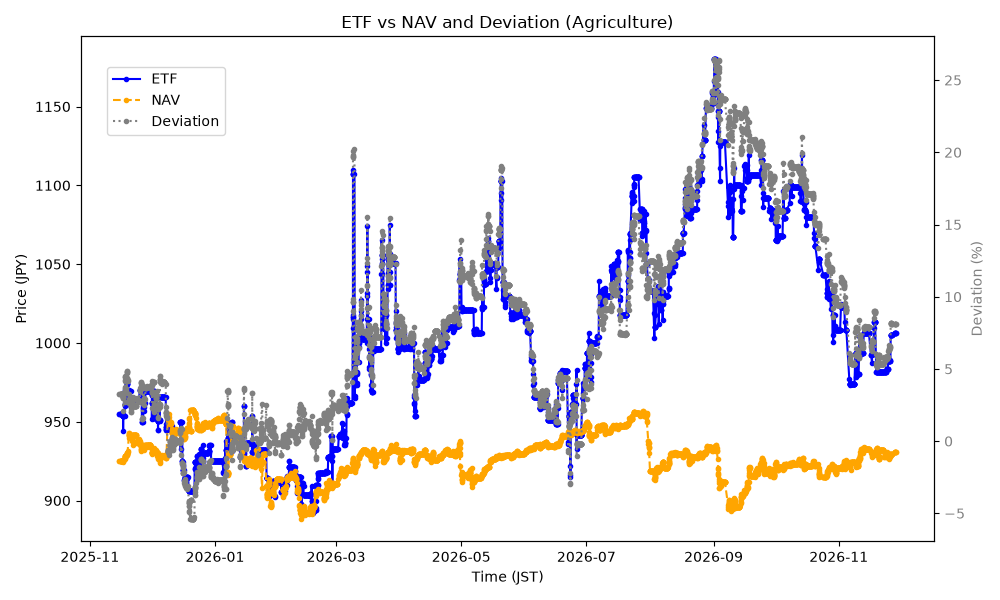 ETF vs NAV and Deviation (Agriculture)
ETF
NAV
Deviation
Price (JPY)
1150
1100
1050
1000
950
900
Deviation (%)
25
20
15
10
5
0
−5
2025-11
2026-01
2026-03
2026-05
2026-07
2026-09
2026-11
Time (JST)